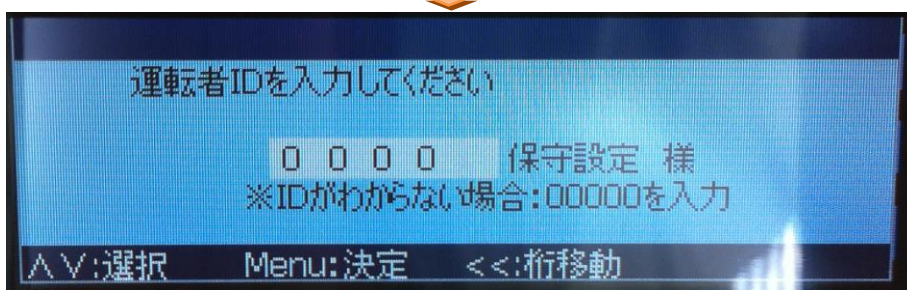 運転者IDを入力してください
0 0 0 0 保守設定 様
※IDがわからない場合:00000を入力
∧∨:選択 Menu:決定 <<:桁移動